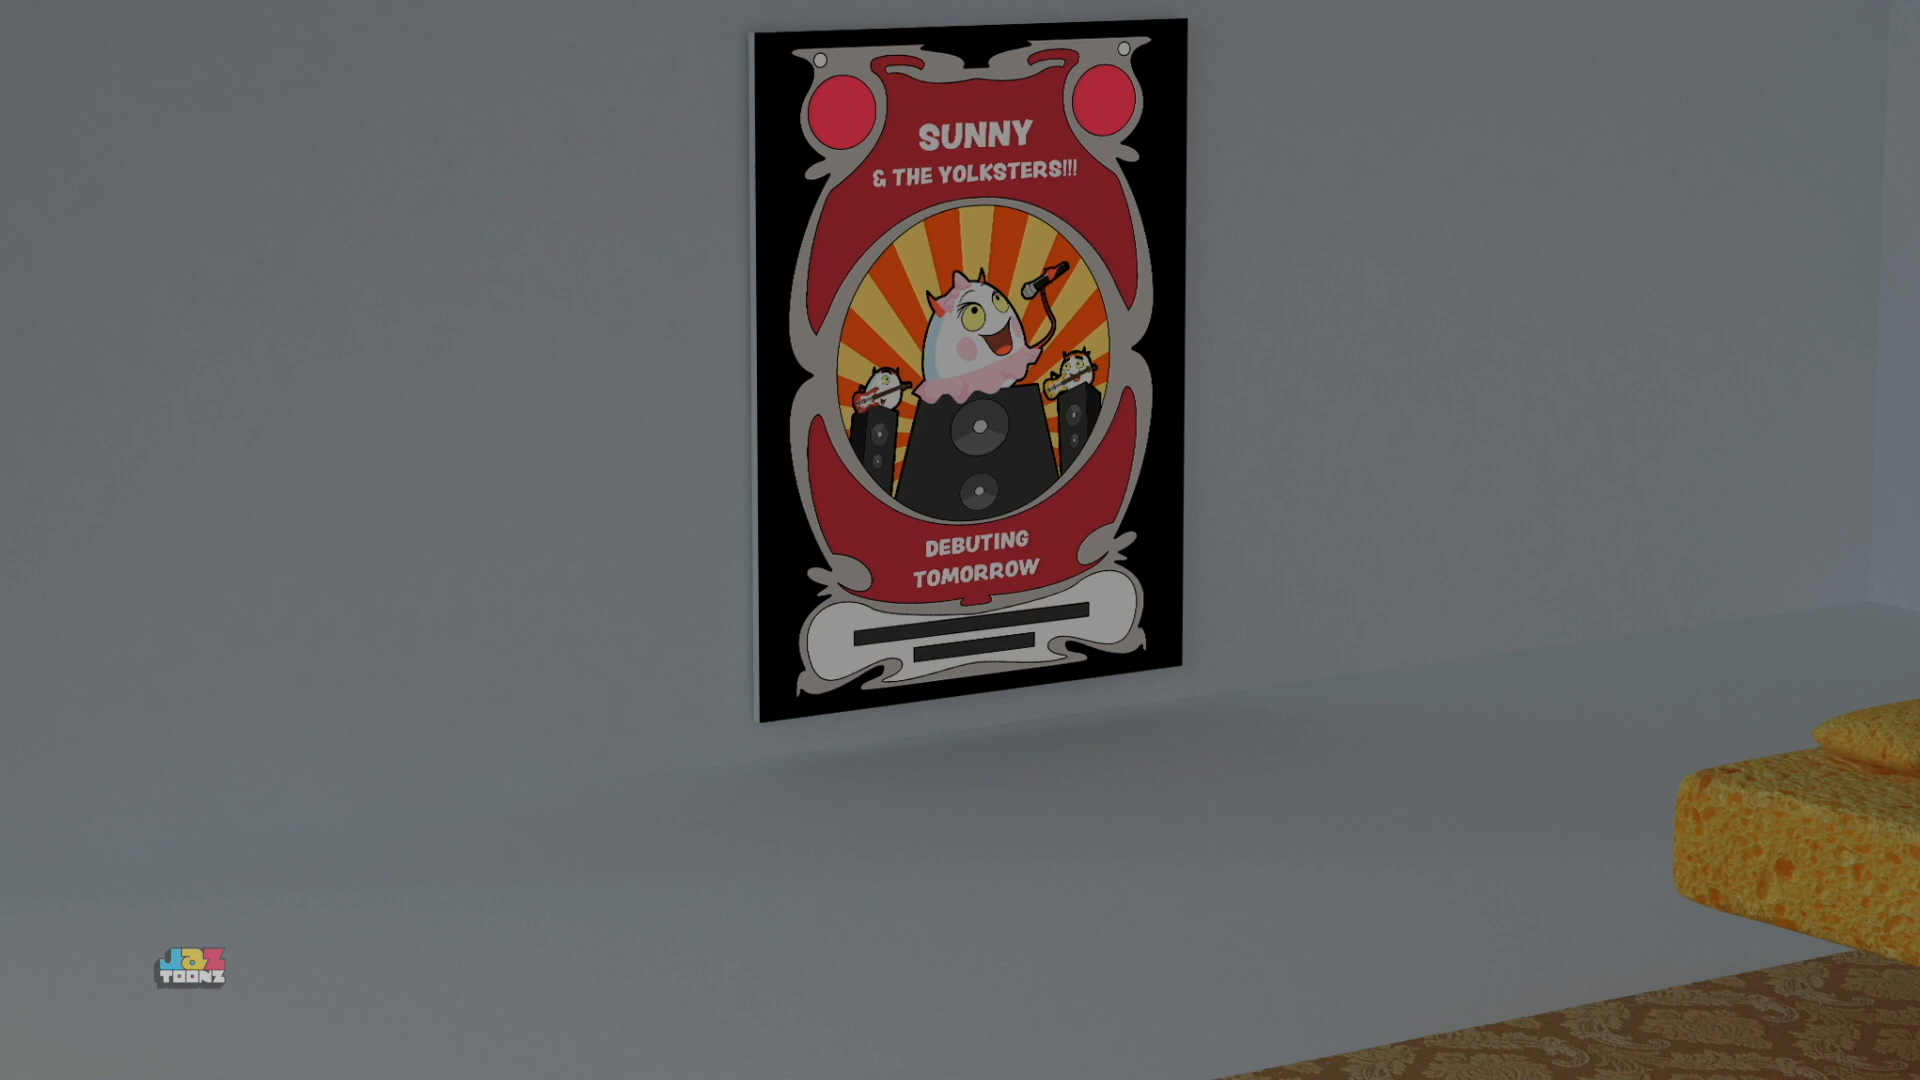 SUNNY
& THE YOLKSTERS!!!
DEBUTING
TOMORROW
JaZ
TOONZ